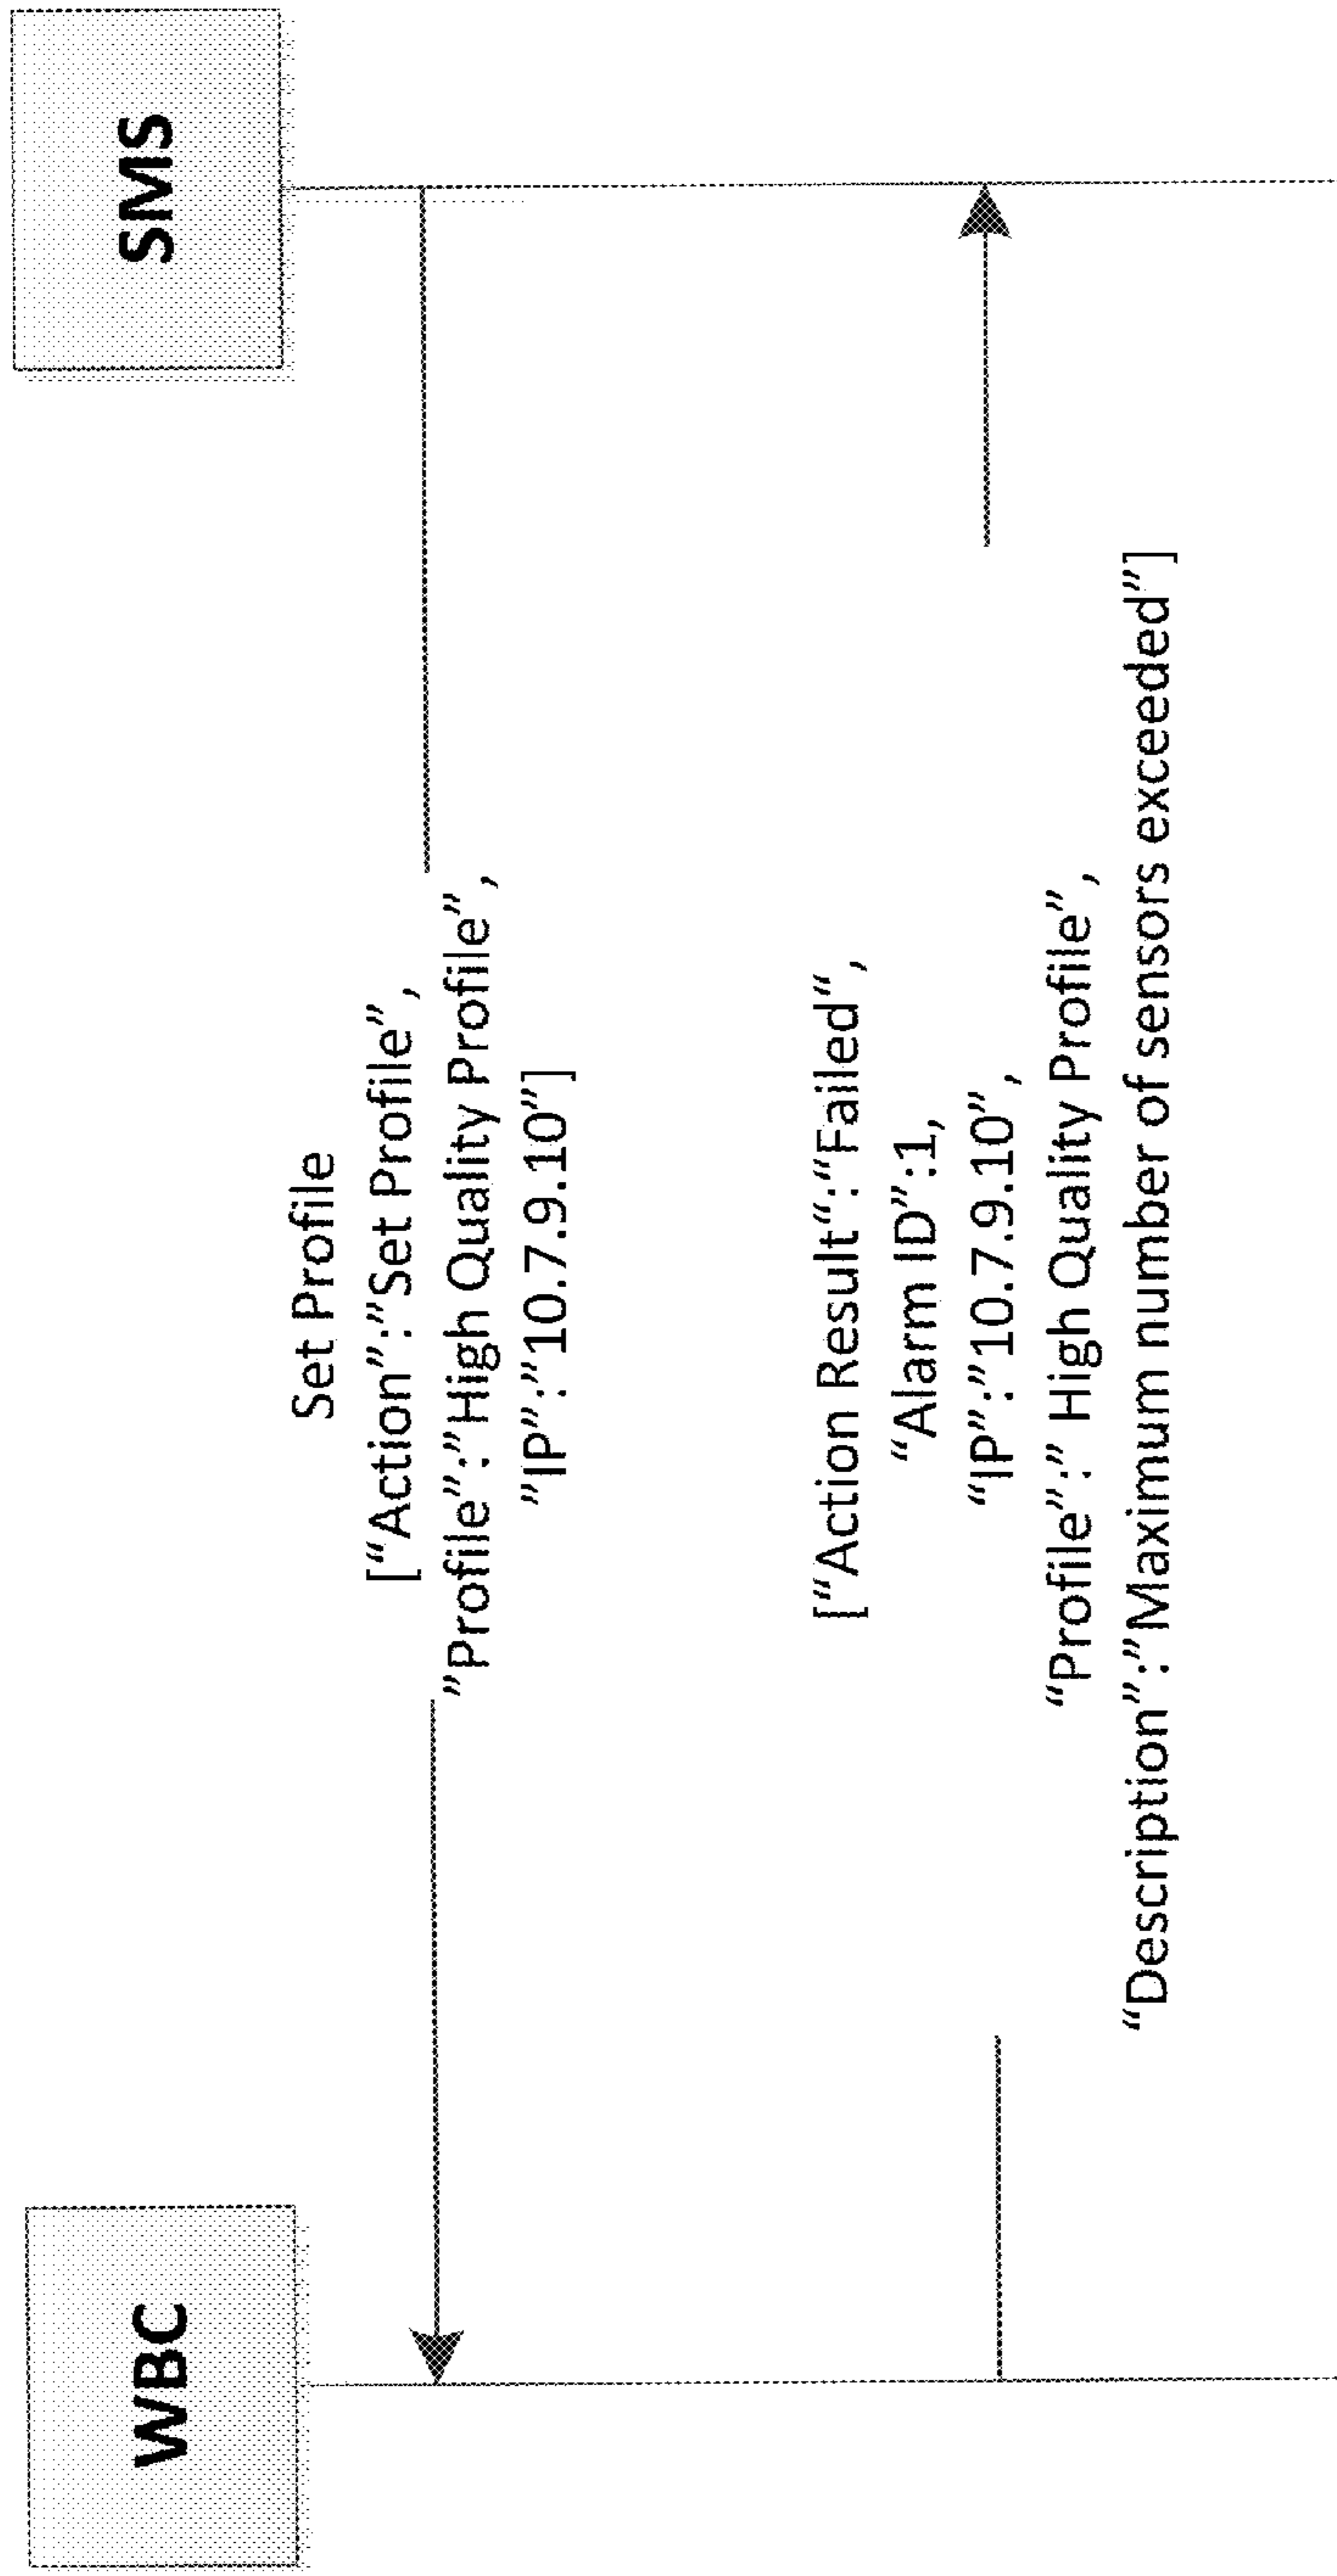 WBC
SMS
Set Profile
[“Action”:”Set Profile”,
”Profile”:”High Quality Profile”,
”IP”:”10.7.9.10”]
[“Action Result“:“Failed“,
“Alarm ID”:1,
“IP”:”10.7.9.10”,
“Profile”:” High Quality Profile”,
“Description”:”Maximum number of sensors exceeded”]